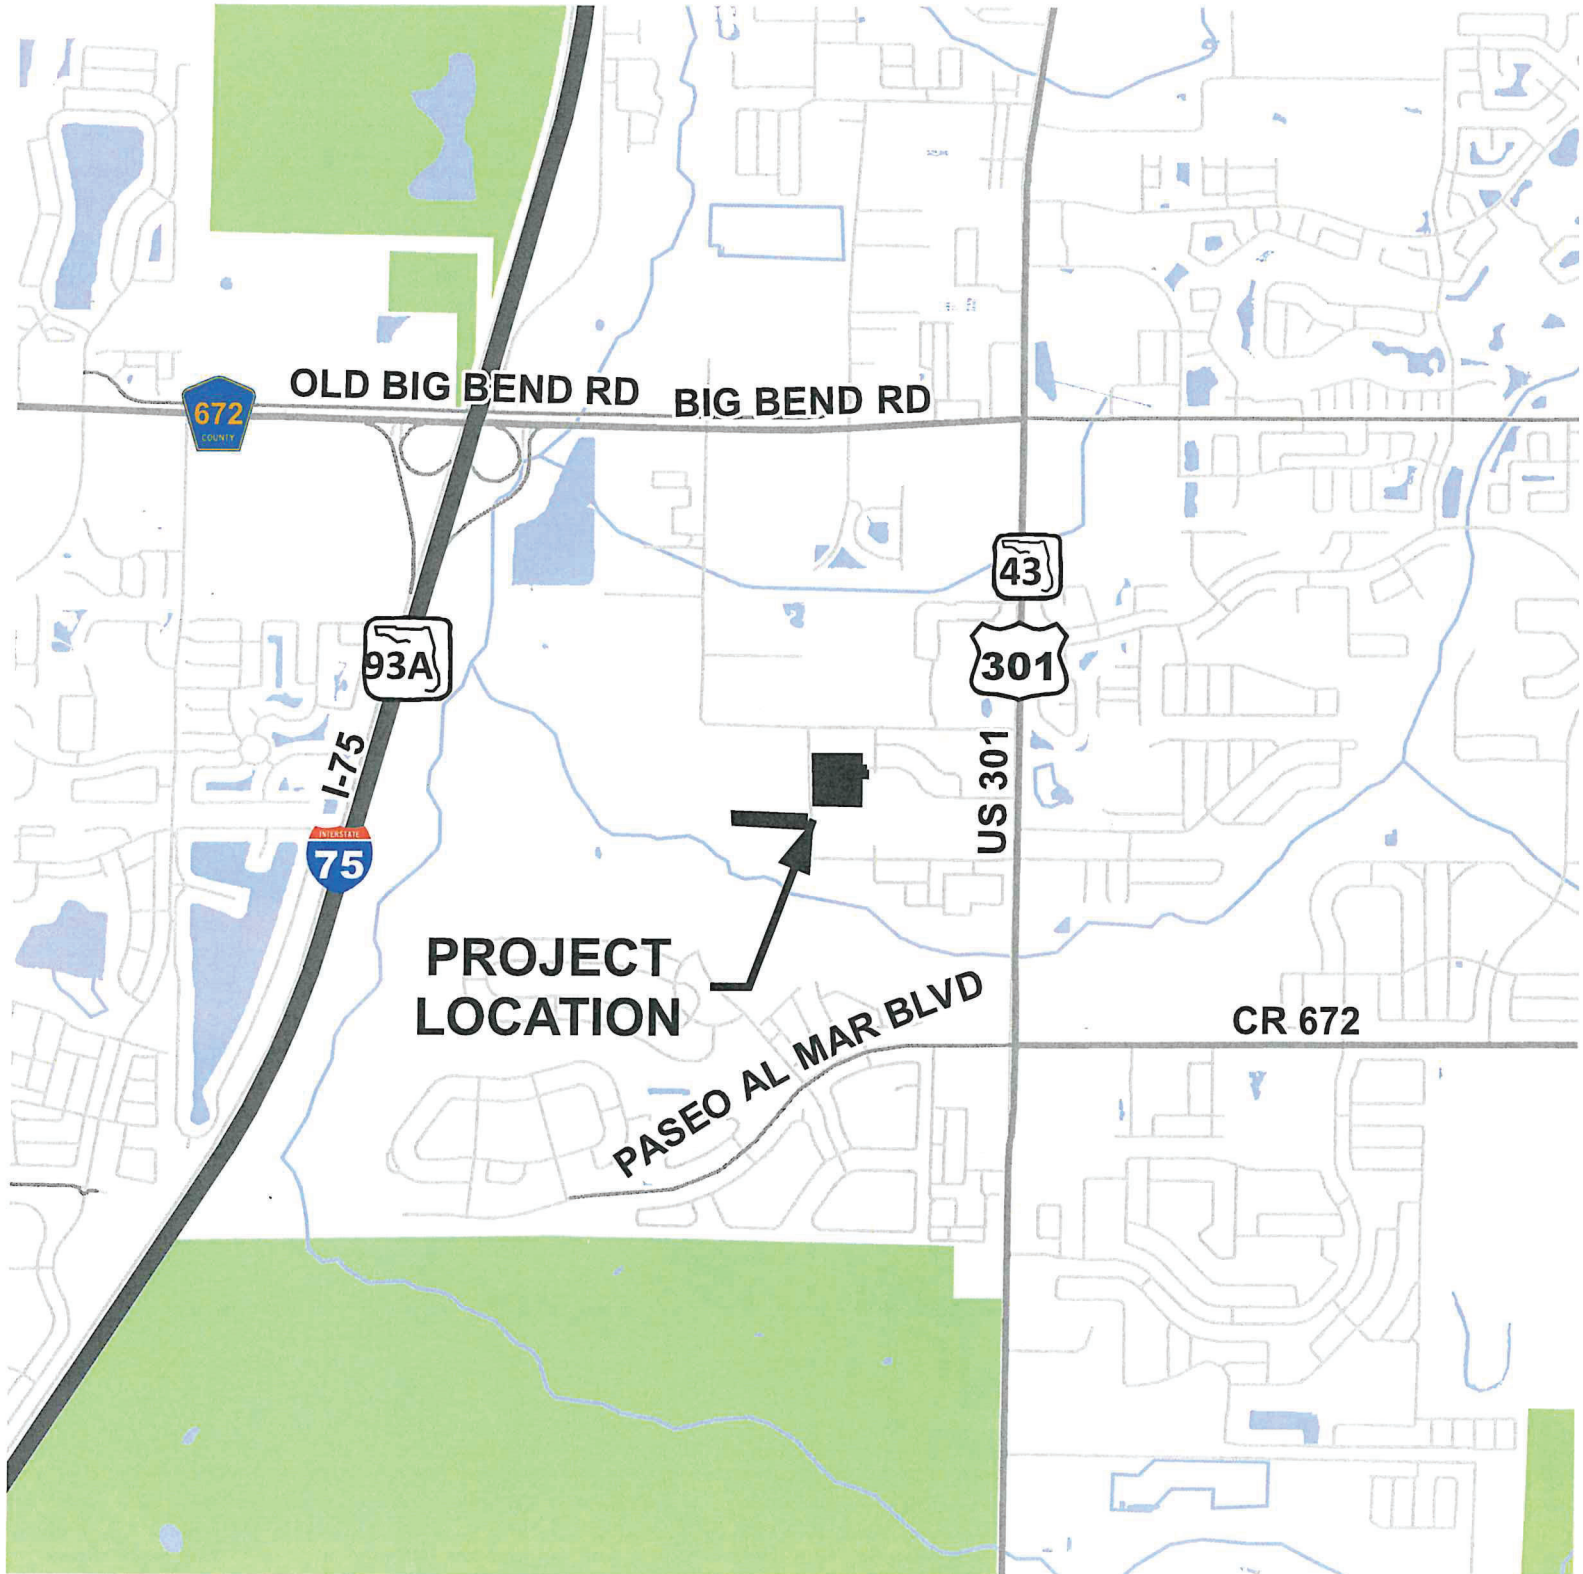 OLD BIG BEND RD
BIG BEND RD
672
COUNTY
43
93A
301
I-75
US 301
INTERSTATE
75
PROJECT
LOCATION
PASEO AL MAR BLVD
CR 672